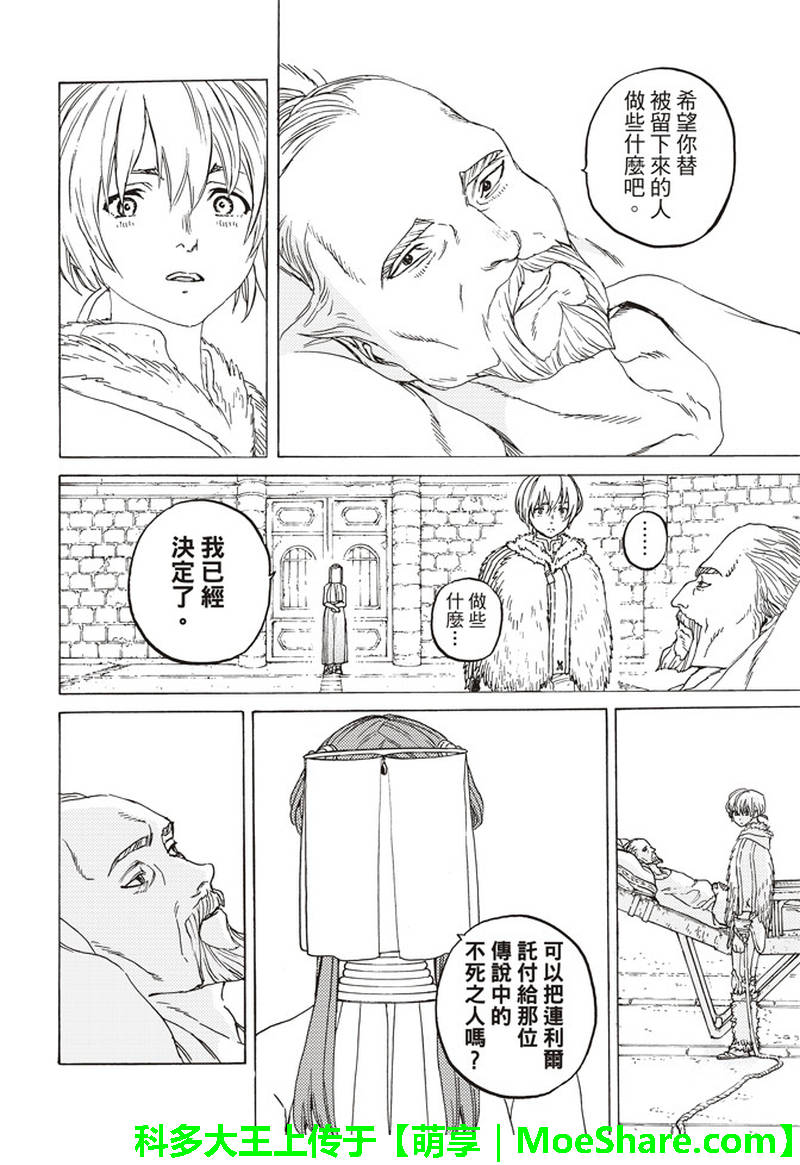 希望你替
被留下來的人
做些什麼吧。
……
做些
什麼…
我已經
決定了。
可以把連利爾
託付給那位
傳說中的
不死之人嗎？
科多大王上传于【萌享 | MoeShare.com】